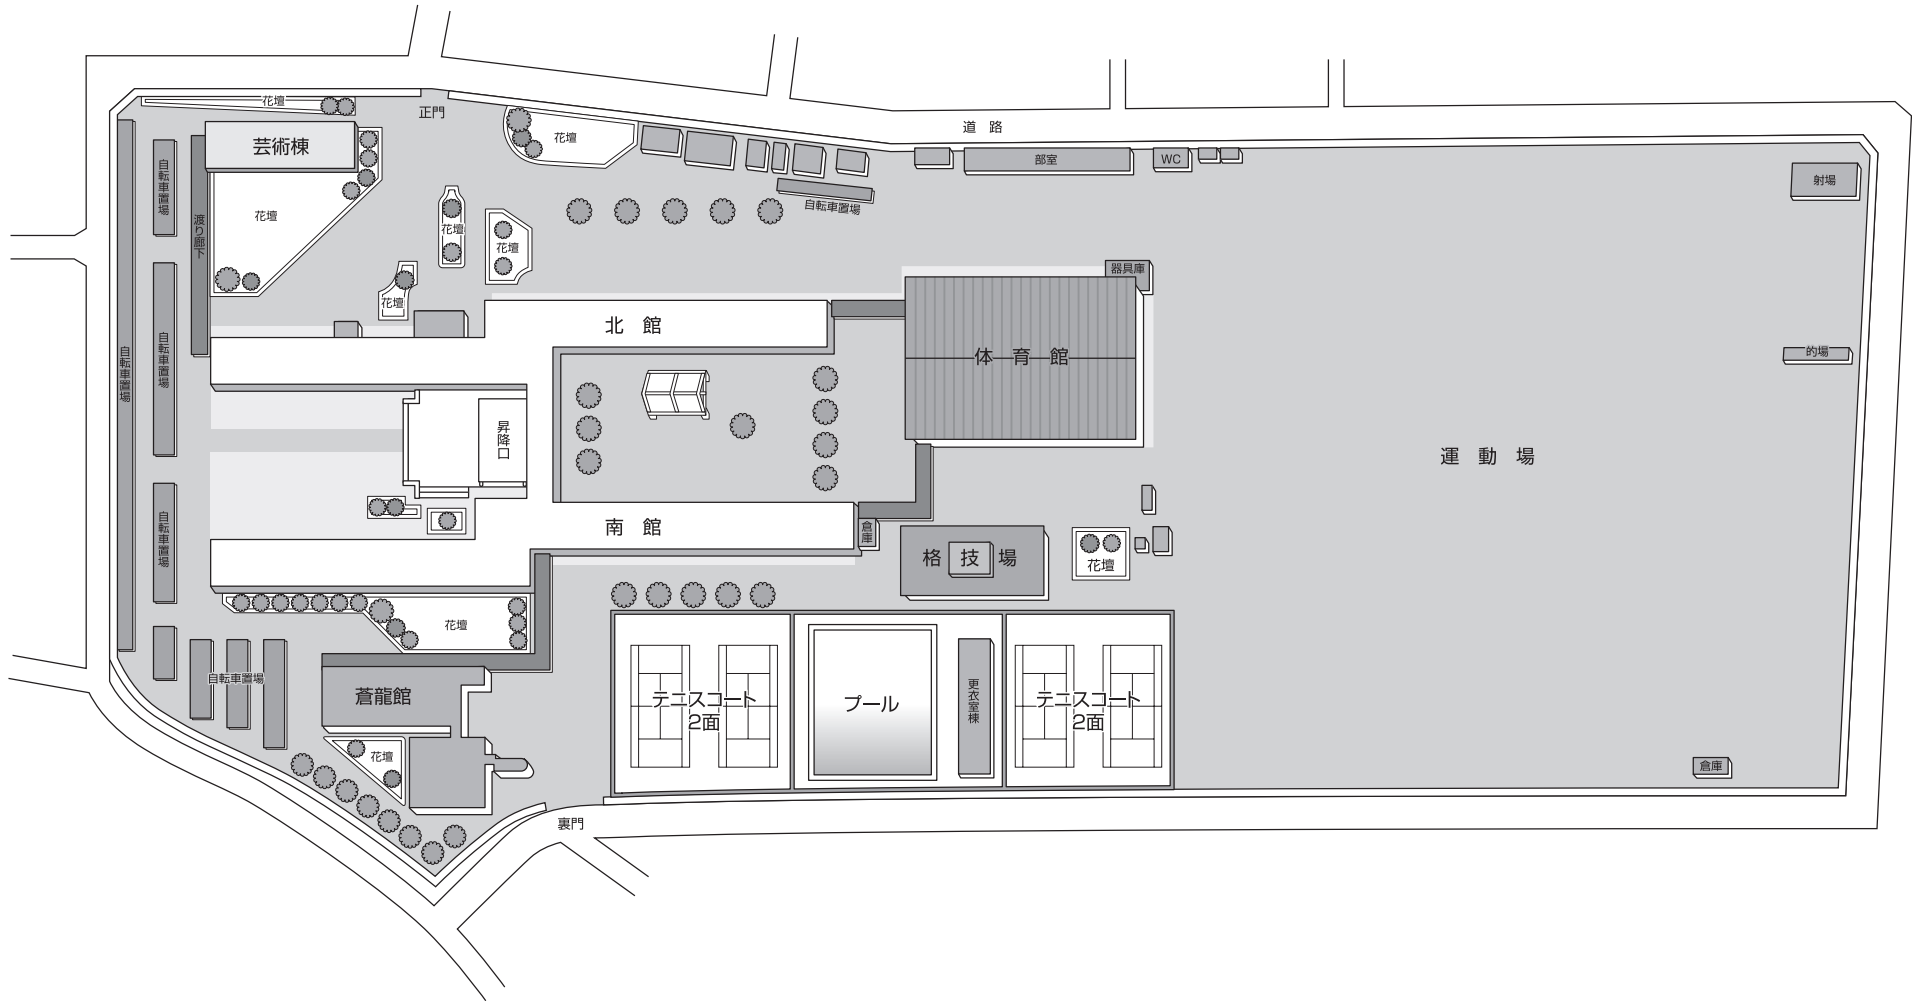 花壇
正門
花壇
道 路
芸術棟
部室
WC
自転車置場
射場
自転車置場
渡り廊下
花壇
花壇
花壇
器具庫
花壇
北 館
自転車置場
自転車置場
体 育 館
的場
昇降口
運 動 場
自転車置場
南 館
倉庫
格 技 場
花壇
花壇
自転車置場
蒼龍館
テニスコート
2面
プール
更衣室棟
テニスコート
2面
花壇
倉庫
裏門